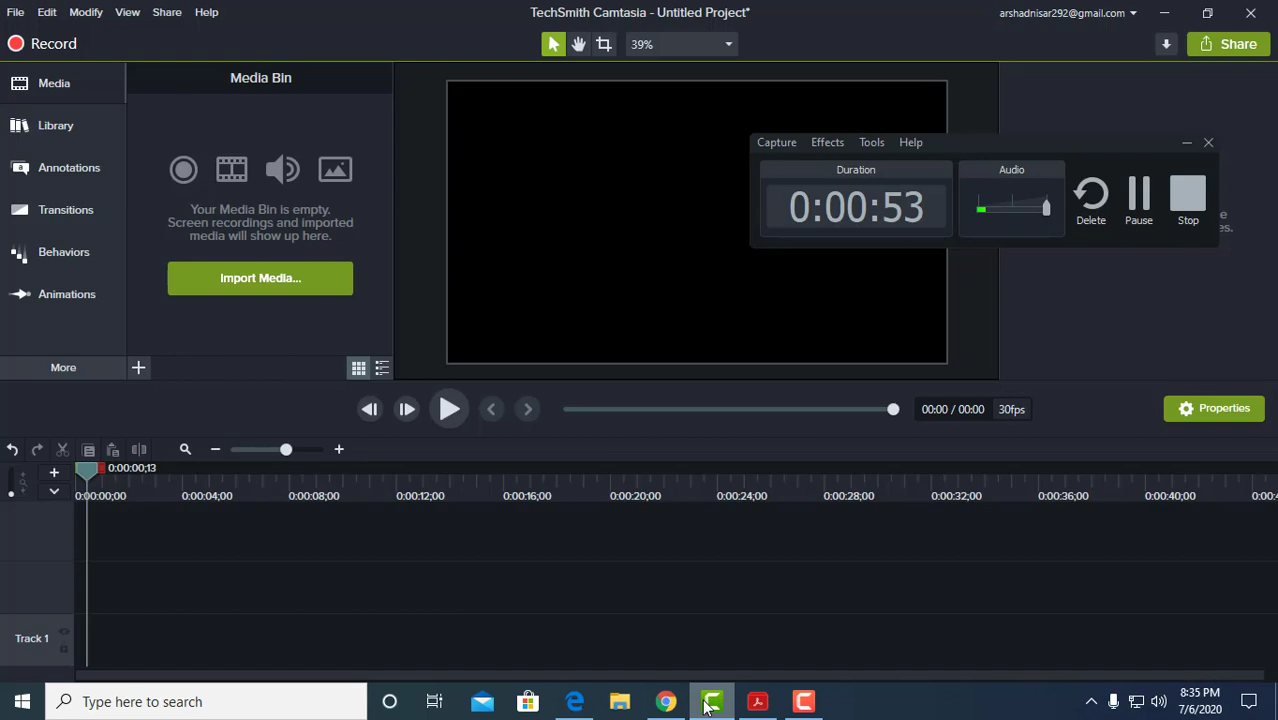 File Edit Modify View Share Help
TechSmith Camtasia - Untitled Project*
arshadnisar292@gmail.com
Record
39%
Share
Media
Library
Annotations
Transitions
Behaviors
Animations
More
Media Bin
Your Media Bin is empty.
Screen recordings and imported
media will show up here.
Import Media...
Capture Effects Tools Help
Duration
0:00:53
Audio
Delete
Pause
Stop
00:00 / 00:00
30fps
Properties
0:00:00;13
0:00:00;00 0:00:04;00 0:00:08;00 0:00:12;00 0:00:16;00 0:00:20;00 0:00:24;00 0:00:28;00 0:00:32;00 0:00:36;00 0:00:40;00
Track 1
Type here to search
8:35 PM
7/6/2020